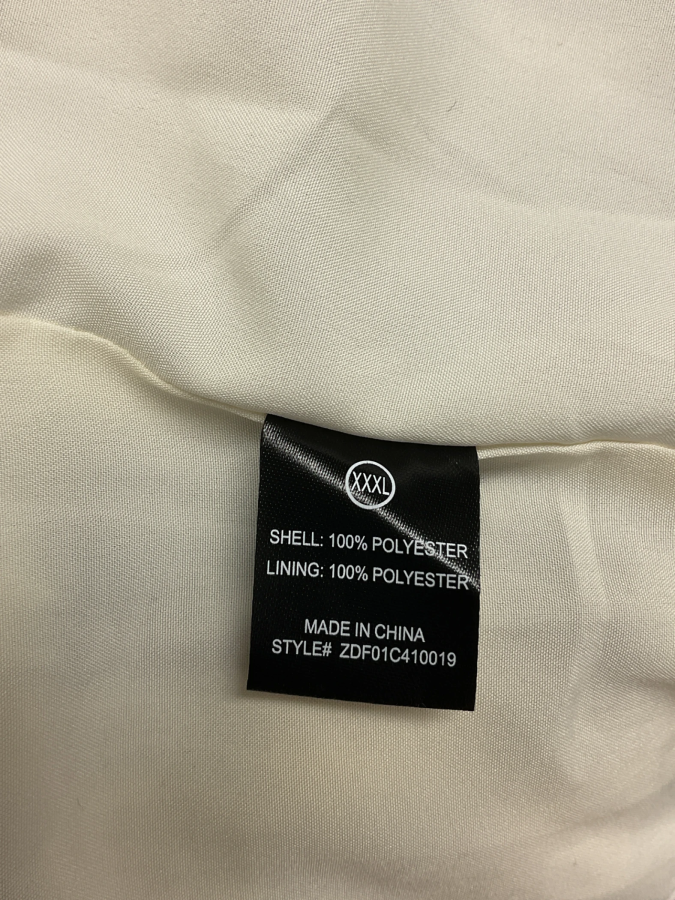 XXXL
SHELL: 100% POLYESTER
LINING: 100% POLYESTER
MADE IN CHINA
STYLE# ZDF01C410019